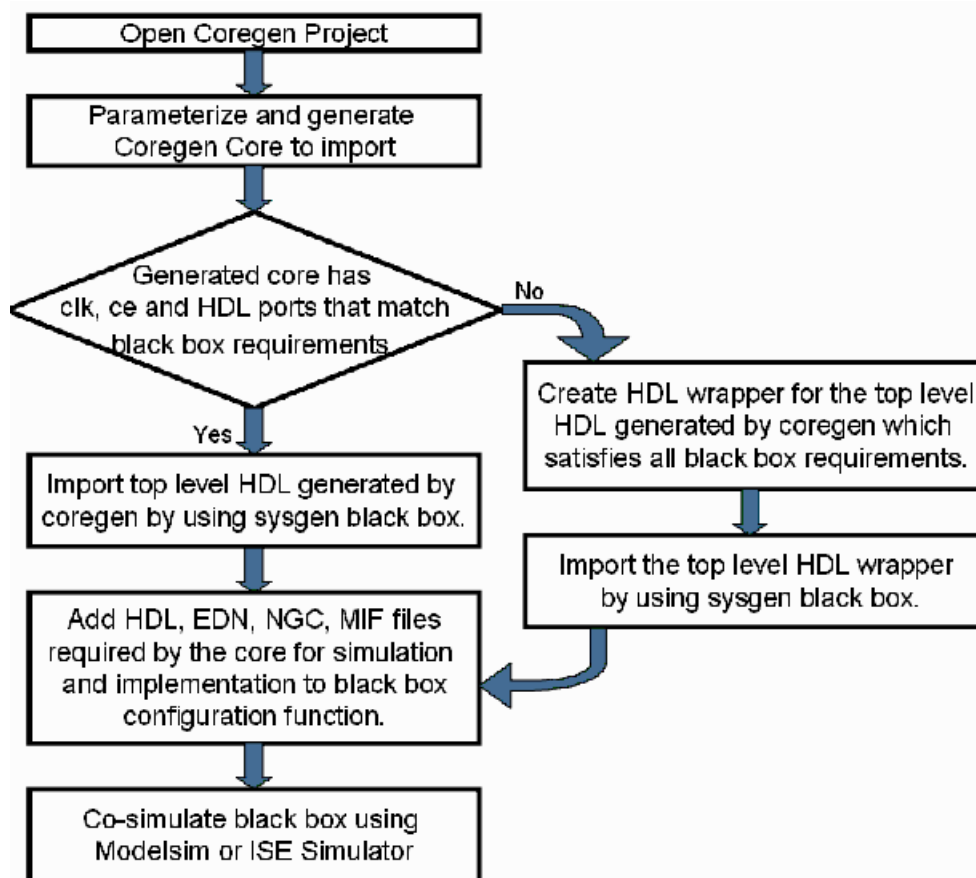 Open Coregen Project
Parameterize and generate
Coregen Core to import
Generated core has
clk, ce and HDL ports that match
black box requirements
No
Yes
Create HDL wrapper for the top level
HDL generated by coregen which
satisfies all black box requirements.
Import top level HDL generated by
coregen by using sysgen black box.
Import the top level HDL wrapper
by using sysgen black box.
Add HDL, EDN, NGC, MIF files
required by the core for simulation
and implementation to black box
configuration function.
Co-simulate black box using
Modelsim or ISE Simulator